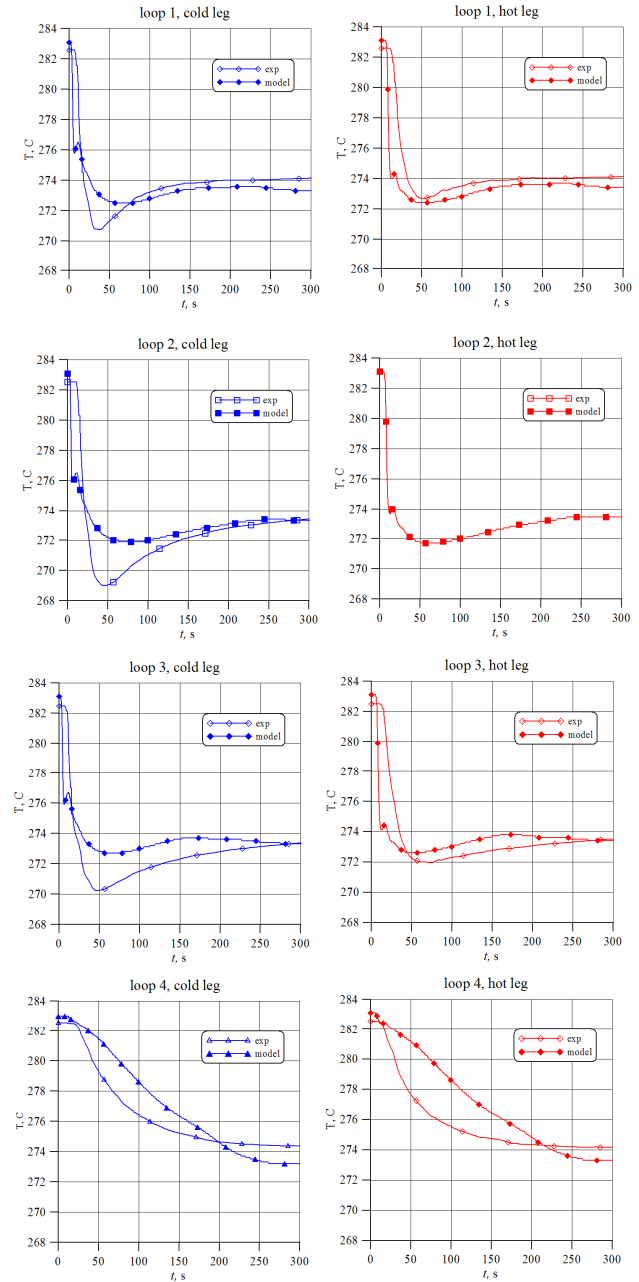 loop 1, cold leg
284
282
280
278
276
274
272
270
268
T, C
exp
model
0 50 100 150 200 250 300
t, s
loop 1, hot leg
284
282
280
278
276
274
272
270
268
T, C
exp
model
0 50 100 150 200 250 300
t, s
loop 2, cold leg
284
282
280
278
276
274
272
270
268
T, C
exp
model
0 50 100 150 200 250 300
t, s
loop 2, hot leg
284
282
280
278
276
274
272
270
268
T, C
exp
model
0 50 100 150 200 250 300
t, s
loop 3, cold leg
284
282
280
278
276
274
272
270
268
T, C
exp
model
0 50 100 150 200 250 300
t, s
loop 3, hot leg
284
282
280
278
276
274
272
270
268
T, C
exp
model
0 50 100 150 200 250 300
t, s
loop 4, cold leg
284
282
280
278
276
274
272
270
268
T, C
exp
model
0 50 100 150 200 250 300
t, s
loop 4, hot leg
284
282
280
278
276
274
272
270
268
T, C
exp
model
0 50 100 150 200 250 300
t, s